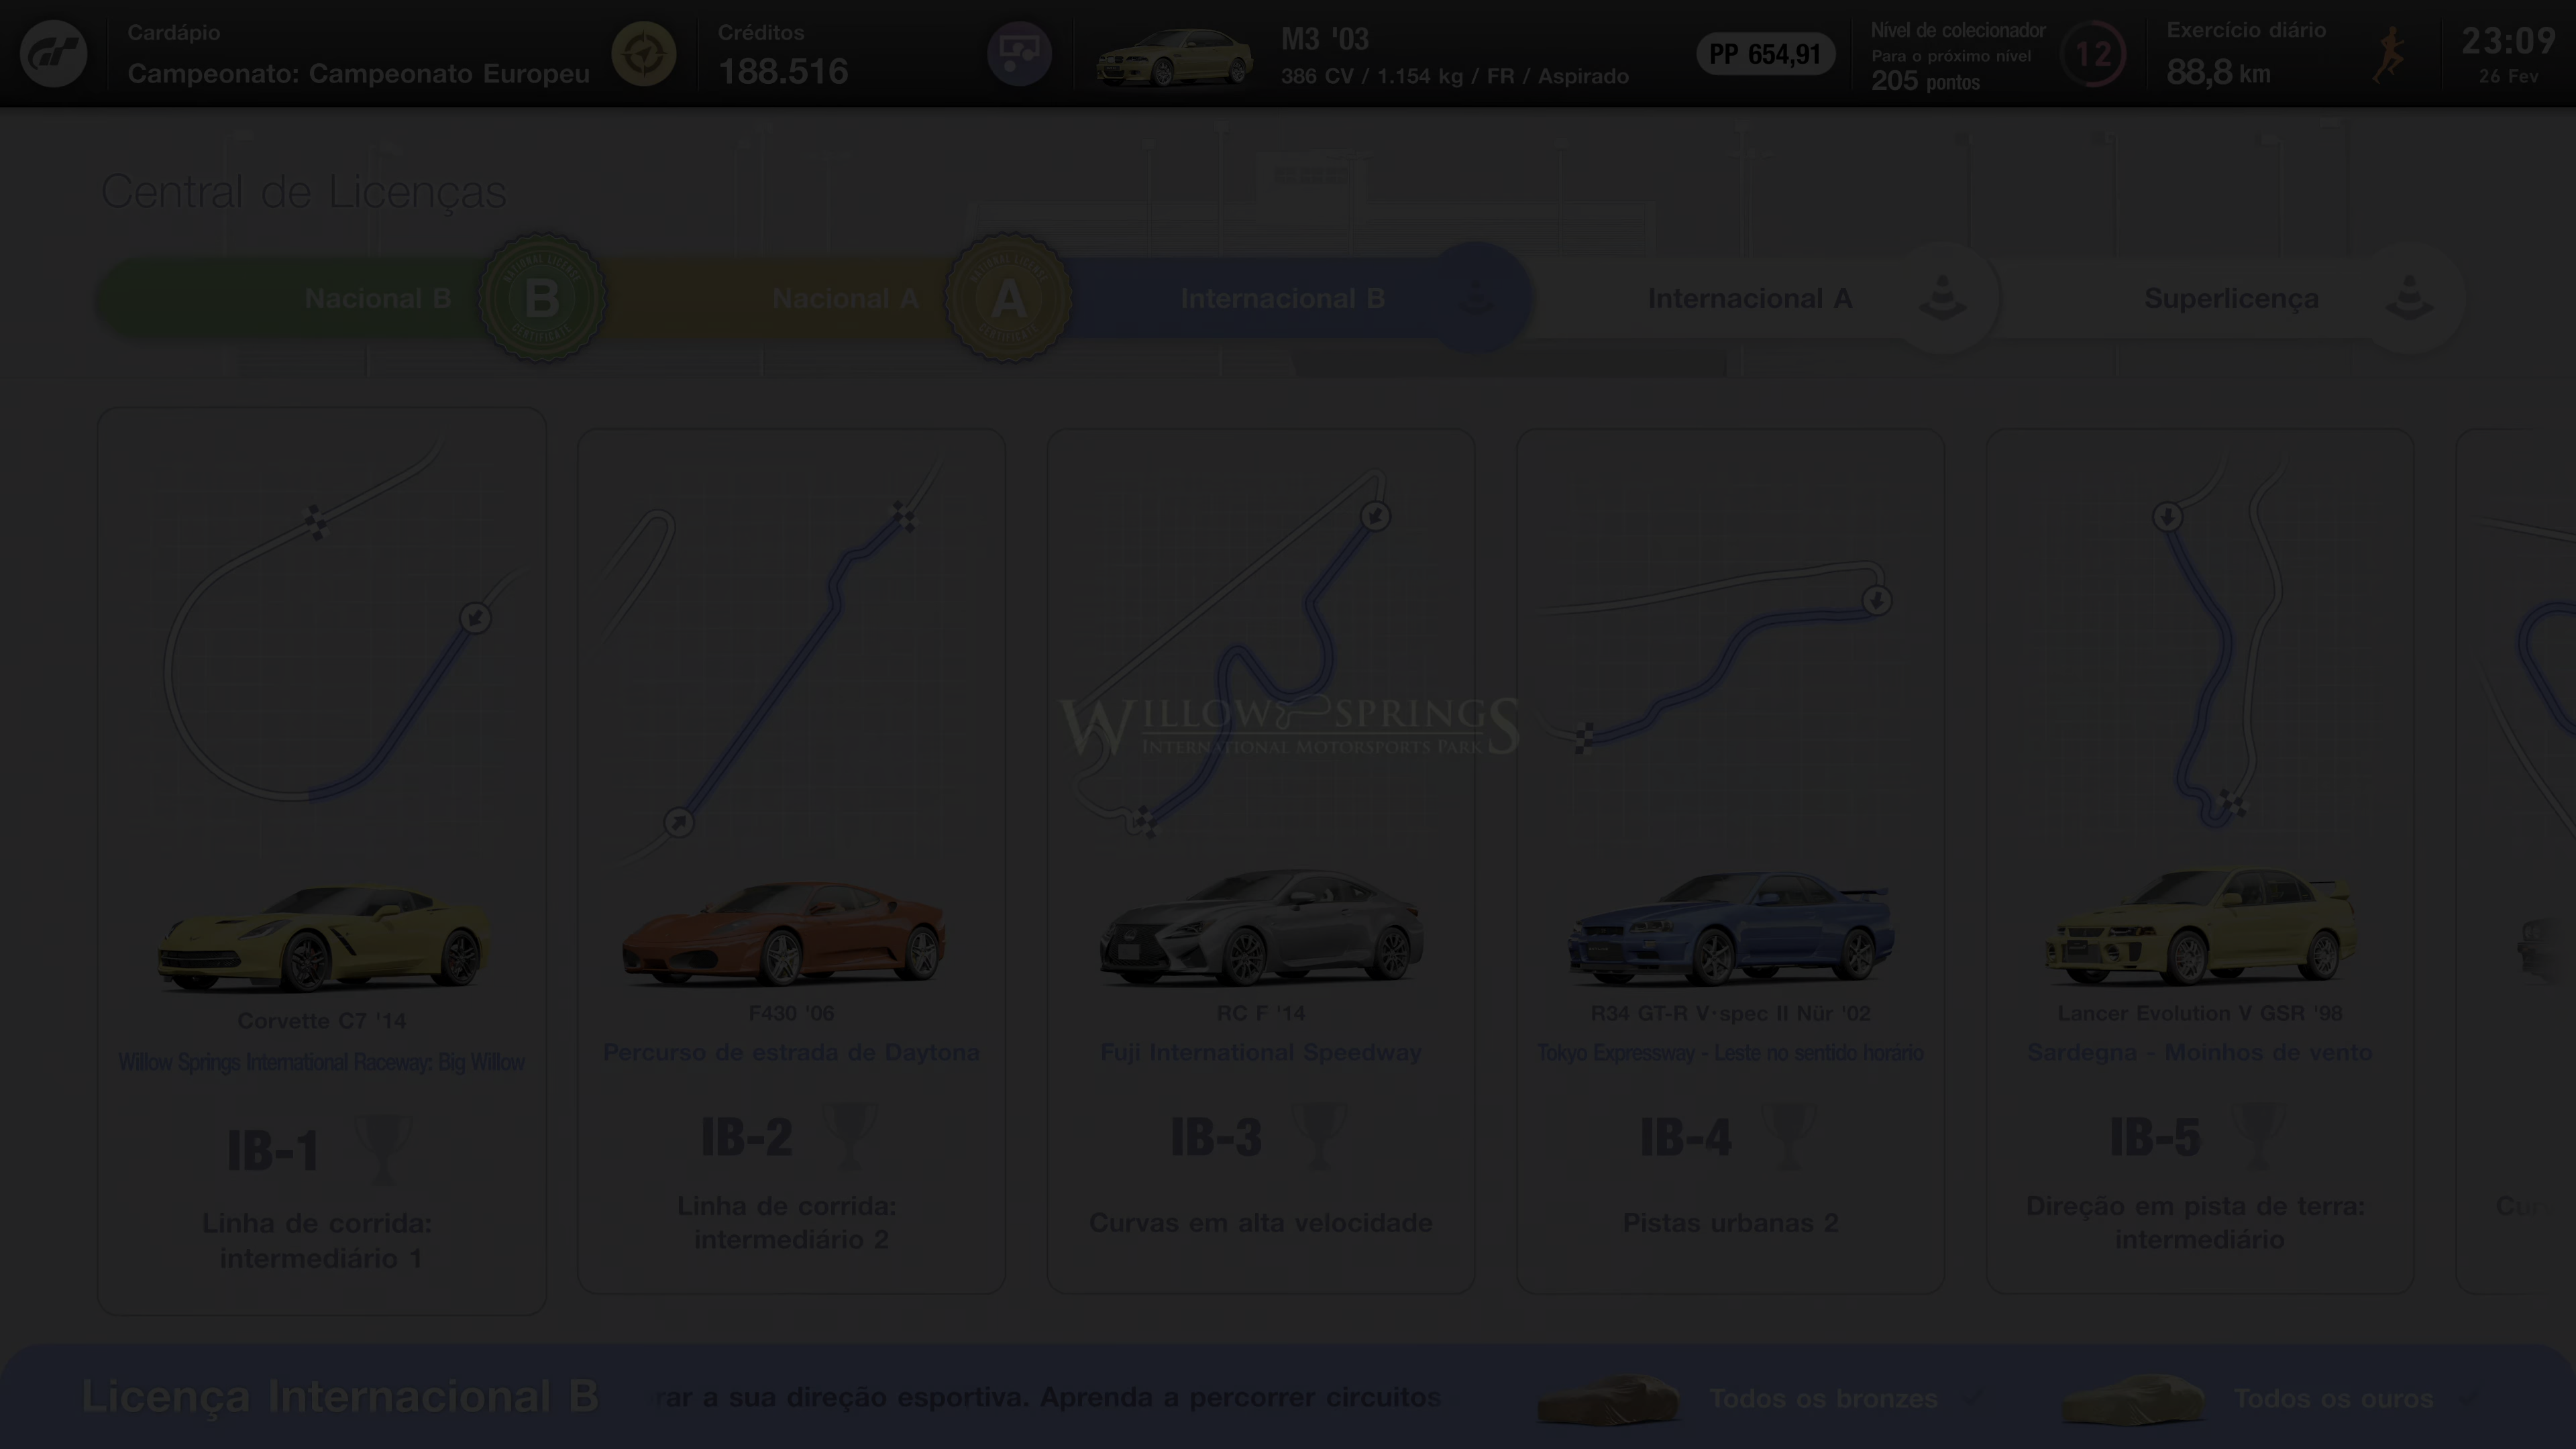 Cardápio
Campeonato: Campeonato Europeu
Créditos
188.516
M3 '03
386 CV / 1.154 kg / FR / Aspirado
PP 654,91
Nível de colecionador
Para o próximo nível
205 pontos
12
Exercício diário
88,8 km
23:09
26 Fev
Central de Licenças
Nacional B
NATIONAL LICENSE
B
CERTIFICATE
Nacional A
NATIONAL LICENSE
A
CERTIFICATE
Internacional B
Internacional A
Superlicença
WILLOW SPRINGS
INTERNATIONAL MOTORSPORTS PARK
Corvette C7 '14
Willow Springs International Raceway: Big Willow
IB-1
Linha de corrida:
intermediário 1
F430 '06
Percurso de estrada de Daytona
IB-2
Linha de corrida:
intermediário 2
RC F '14
Fuji International Speedway
IB-3
Curvas em alta velocidade
R34 GT-R V·spec II Nür '02
Tokyo Expressway - Leste no sentido horário
IB-4
Pistas urbanas 2
Lancer Evolution V GSR '98
Sardegna - Moinhos de vento
IB-5
Direção em pista de terra:
intermediário
Licença Internacional B
rar a sua direção esportiva. Aprenda a percorrer circuitos
Todos os bronzes
Todos os ouros